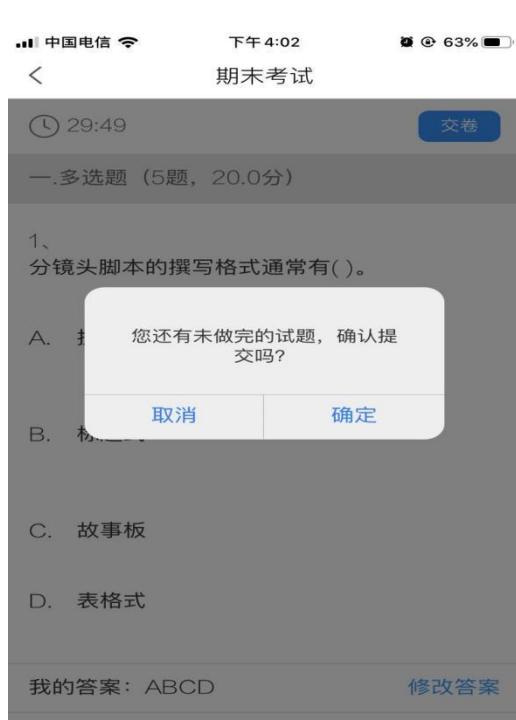 中国电信 下午4:02 63%
期末考试
29:49 交卷
一.多选题（5题，20.0分）
1、
分镜头脚本的撰写格式通常有( )。
您还有未做完的试题，确认提
交吗?
A.
取消 确定
B.
C. 故事板
D. 表格式
我的答案：ABCD 修改答案